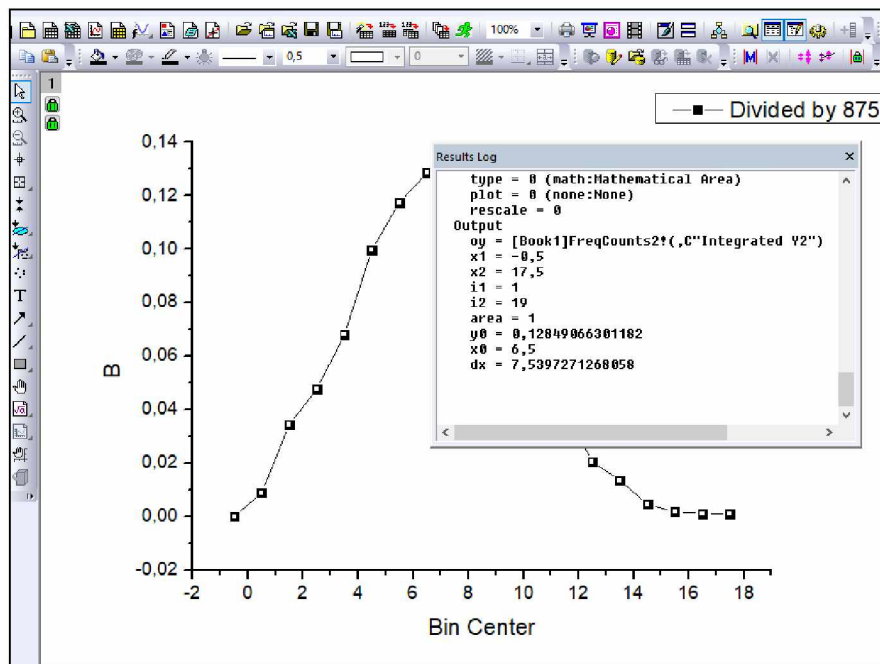 100%
0,5
0
1
Divided by 875
0,14
0,12
0,10
0,08
0,06
0,04
0,02
0,00
-0,02
B
-2
0
2
4
6
8
10
12
14
16
18
Bin Center
Results Log
type = 0 (math:Mathematical Area)
plot = 0 (none:None)
rescale = 0
Output
oy = [Book1]FreqCounts2!(,C"Integrated Y2")
x1 = -0,5
x2 = 17,5
i1 = 1
i2 = 19
area = 1
y0 = 0,12849066301182
x0 = 6,5
dx = 7,5397271268058